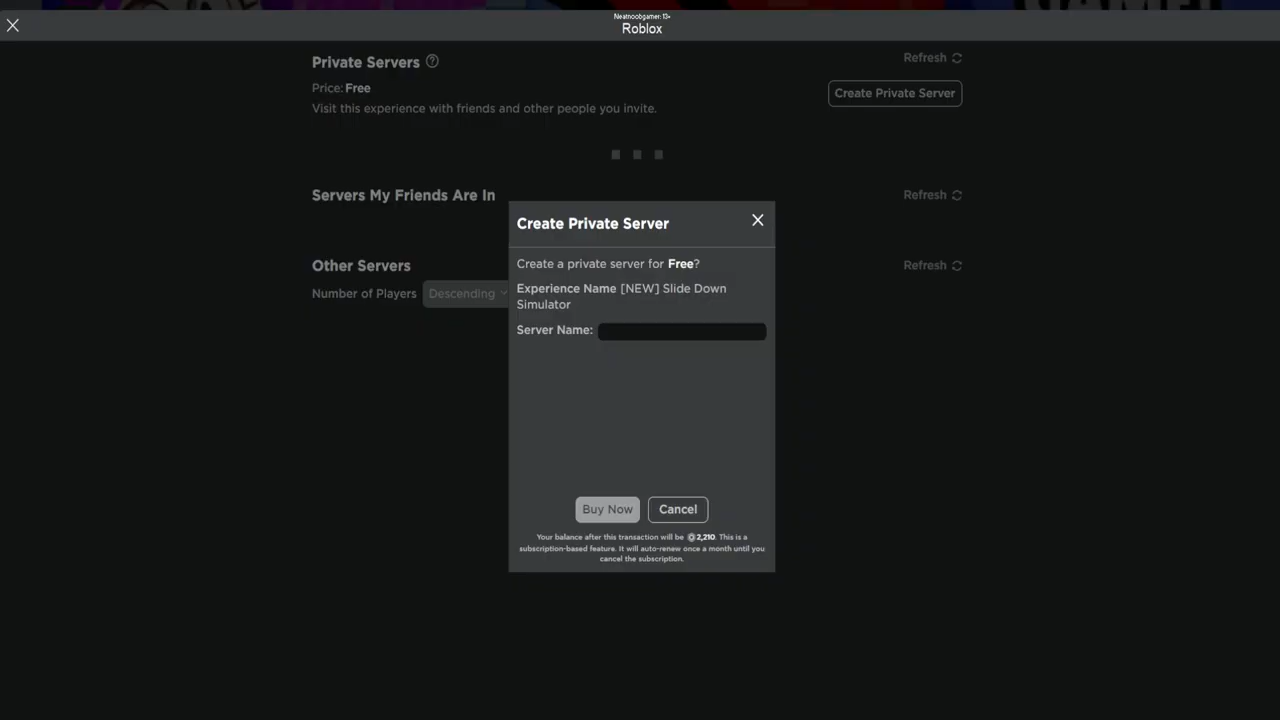 Neatnoobgamer: 13+
Roblox
Private Servers
Refresh
Price: Free
Create Private Server
Visit this experience with friends and other people you invite.
Servers My Friends Are In
Refresh
Create Private Server
Create a private server for Free?
Other Servers
Refresh
Experience Name [NEW] Slide Down
Simulator
Number of Players Descending
Server Name:
Buy Now Cancel
Your balance after this transaction will be 2,210. This is a
subscription-based feature. It will auto-renew once a month until you
cancel the subscription.